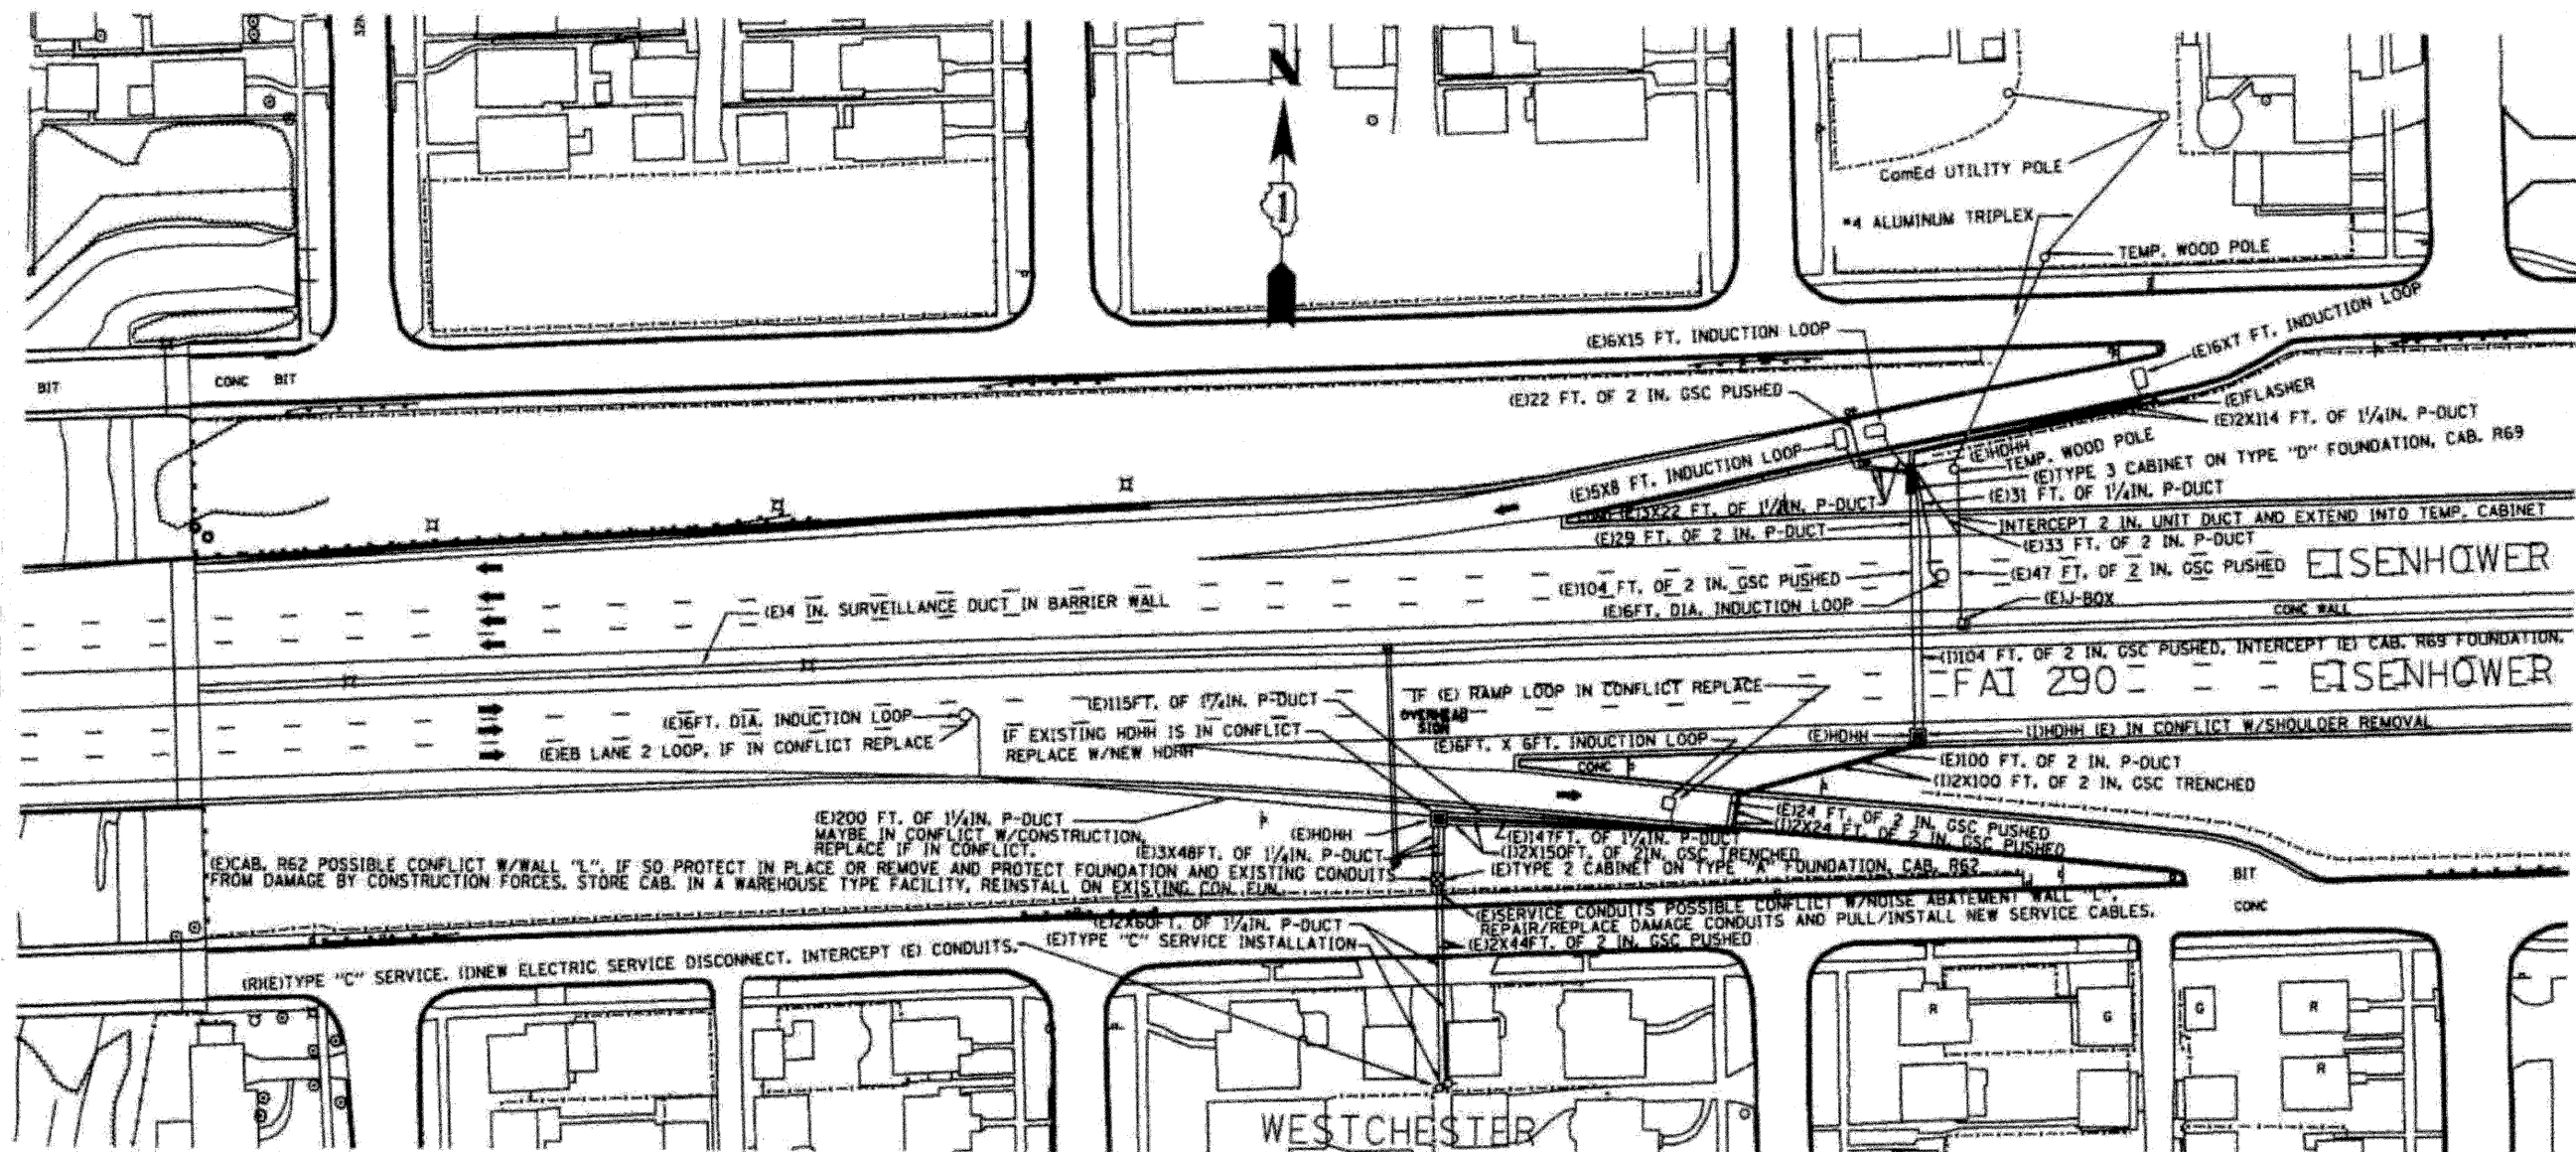 32N
N
1
ComEd UTILITY POLE
#4 ALUMINUM TRIPLEX
TEMP. WOOD POLE
(E)6X15 FT. INDUCTION LOOP
(E)6X7 FT. INDUCTION LOOP
BIT
CONC BIT
(E)22 FT. OF 2 IN. GSC PUSHED
(E)FLASHER
(E)2X114 FT. OF 1¼IN. P-DUCT
(E)HDHH
TEMP. WOOD POLE
(E)TYPE 3 CABINET ON TYPE "D" FOUNDATION, CAB. R69
(E)5X8 FT. INDUCTION LOOP
(E)31 FT. OF 1¼IN. P-DUCT
(E)3X22 FT. OF 1¼IN. P-DUCT
INTERCEPT 2 IN. UNIT DUCT AND EXTEND INTO TEMP. CABINET
(E)29 FT. OF 2 IN. P-DUCT
(E)33 FT. OF 2 IN. P-DUCT
EISENHOWER
(E)104 FT. OF 2 IN. GSC PUSHED
(E)47 FT. OF 2 IN. GSC PUSHED
(E)4 IN. SURVEILLANCE DUCT IN BARRIER WALL
(E)6FT. DIA. INDUCTION LOOP
(E)J-BOX
CONC WALL
(I)104 FT. OF 2 IN. GSC PUSHED, INTERCEPT (E) CAB. R69 FOUNDATION.
FAI 290
EISENHOWER
IF (E) RAMP LOOP IN CONFLICT REPLACE
(E)115FT. OF 1¼IN. P-DUCT
OVERHEAD
SIGN
(E)6FT. DIA. INDUCTION LOOP
(E)EB LANE 2 LOOP, IF IN CONFLICT REPLACE
IF EXISTING HDHH IS IN CONFLICT
REPLACE W/NEW HDHH
(E)6FT. X 6FT. INDUCTION LOOP
(E)HDHH
(I)HDHH (E) IN CONFLICT W/SHOULDER REMOVAL
CONC
(E)100 FT. OF 2 IN. P-DUCT
(I)2X100 FT. OF 2 IN. GSC TRENCHED
(E)24 FT. OF 2 IN. GSC PUSHED
(I)2X24 FT. OF 2 IN. GSC PUSHED
(E)200 FT. OF 1¼IN. P-DUCT
MAYBE IN CONFLICT W/CONSTRUCTION,
REPLACE IF IN CONFLICT.
(E)HDHH
(E)3X48FT. OF 1¼IN. P-DUCT
(E)147FT. OF 1¼IN. P-DUCT
(I)2X150FT. OF 2IN. GSC TRENCHED
(E)CAB. R62 POSSIBLE CONFLICT W/WALL "L". IF SO PROTECT IN PLACE OR REMOVE AND PROTECT FOUNDATION AND EXISTING CONDUITS
FROM DAMAGE BY CONSTRUCTION FORCES. STORE CAB. IN A WAREHOUSE TYPE FACILITY, REINSTALL ON EXISTING CON. FUN.
(E)TYPE 2 CABINET ON TYPE "A" FOUNDATION, CAB. R62
BIT
CONC
(E)SERVICE CONDUITS POSSIBLE CONFLICT W/NOISE ABATEMENT WALL "L".
REPAIR/REPLACE DAMAGE CONDUITS AND PULL/INSTALL NEW SERVICE CABLES.
(E)2X60FT. OF 1¼IN. P-DUCT
(E)TYPE "C" SERVICE INSTALLATION
(E)2X44FT. OF 2 IN. GSC PUSHED
(R)(E)TYPE "C" SERVICE. (I)NEW ELECTRIC SERVICE DISCONNECT. INTERCEPT (E) CONDUITS.
R
G
G
R
R
WESTCHESTER